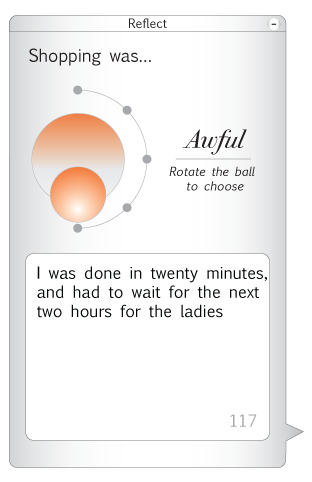 Reflect
Shopping was...
Awful
Rotate the ball
to choose
I was done in twenty minutes,
and had to wait for the next
two hours for the ladies
117